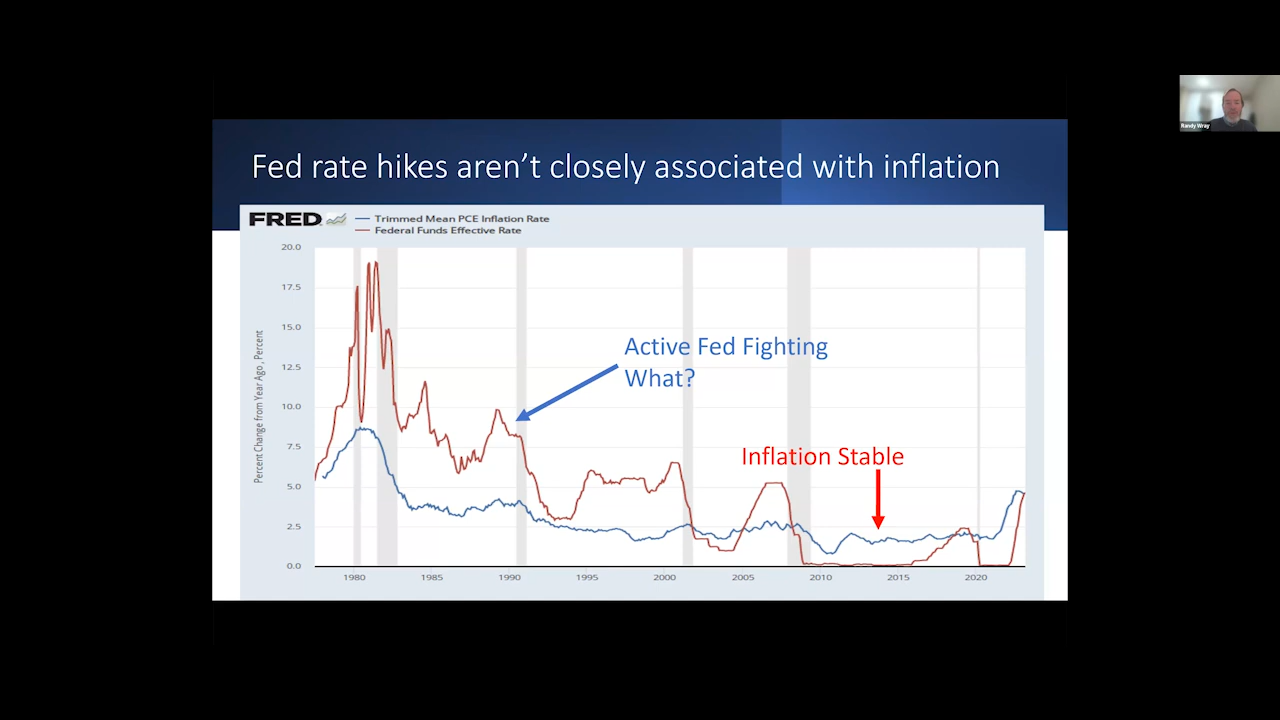 Fed rate hikes aren't closely associated with inflation
FRED
Trimmed Mean PCE Inflation Rate
Federal Funds Effective Rate
Percent Change from Year Ago , Percent
20.0
17.5
15.0
12.5
10.0
7.5
5.0
2.5
0.0
Active Fed Fighting
What?
Inflation Stable
1980 1985 1990 1995 2000 2005 2010 2015 2020
Randy Wray